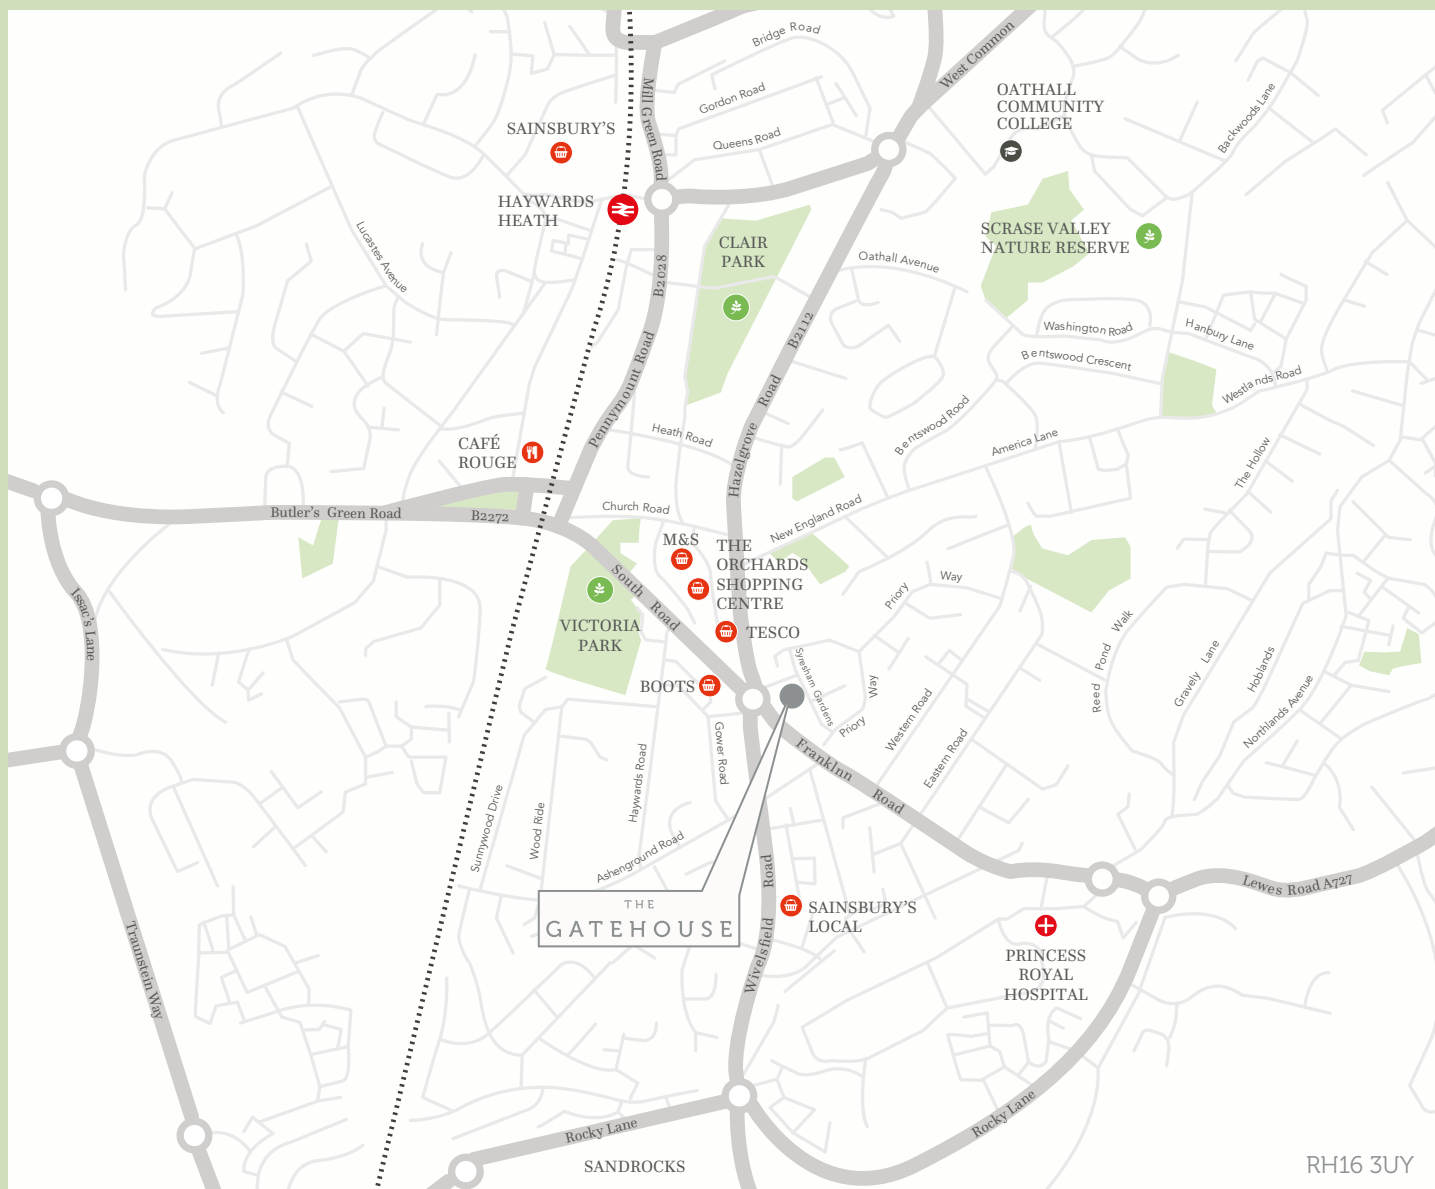 Bridge Road
West Common
Mill Green Road
Gordon Road
OATHALL
COMMUNITY
COLLEGE
Backwoods Lane
SAINSBURY'S
Queens Road
HAYWARDS
HEATH
Lucastes Avenue
CLAIR
PARK
SCRASE VALLEY
NATURE RESERVE
B2028
Oathall Avenue
B2112
Washington Road
Hanbury Lane
Bentswood Crescent
Pennymount Road
Westlands Road
Hazelgrove Road
Bentswood Rood
Heath Road
America Lane
CAFÉ
ROUGE
The Hollow
Butler's Green Road
B2272
Church Road
New England Road
M&S
THE
ORCHARDS
SHOPPING
CENTRE
Issac's Lane
South Road
Priory Way
VICTORIA
PARK
TESCO
Reed Pond Walk
Gravely Lane
Hoblands
Northlands Avenue
BOOTS
Syresham Gardens
Priory Way
Western Road
Eastern Road
Gower Road
Haywards Road
Franklnn Road
Sunnywood Drive
Wood Ride
Ashenground Road
THE
GATEHOUSE
Wivelsfield Road
SAINSBURY'S
LOCAL
Lewes Road A727
PRINCESS
ROYAL
HOSPITAL
Traunstein Way
Rocky Lane
Rocky Lane
SANDROCKS
RH16 3UY